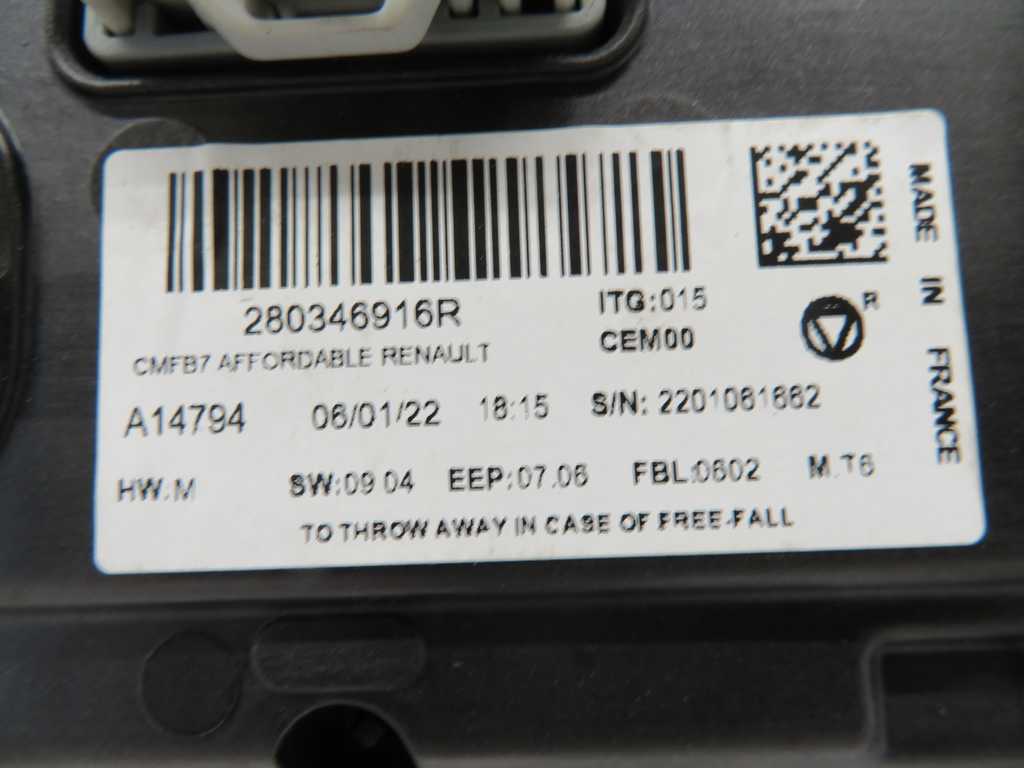 280346916R
ITG:015
CMFB7 AFFORDABLE RENAULT
CEM00
R
A14794 06/01/22 18:15 S/N: 2201061662
HW:M SW:09.04 EEP:07.06 FBL:0602 M.T6
TO THROW AWAY IN CASE OF FREE-FALL
MADE IN FRANCE